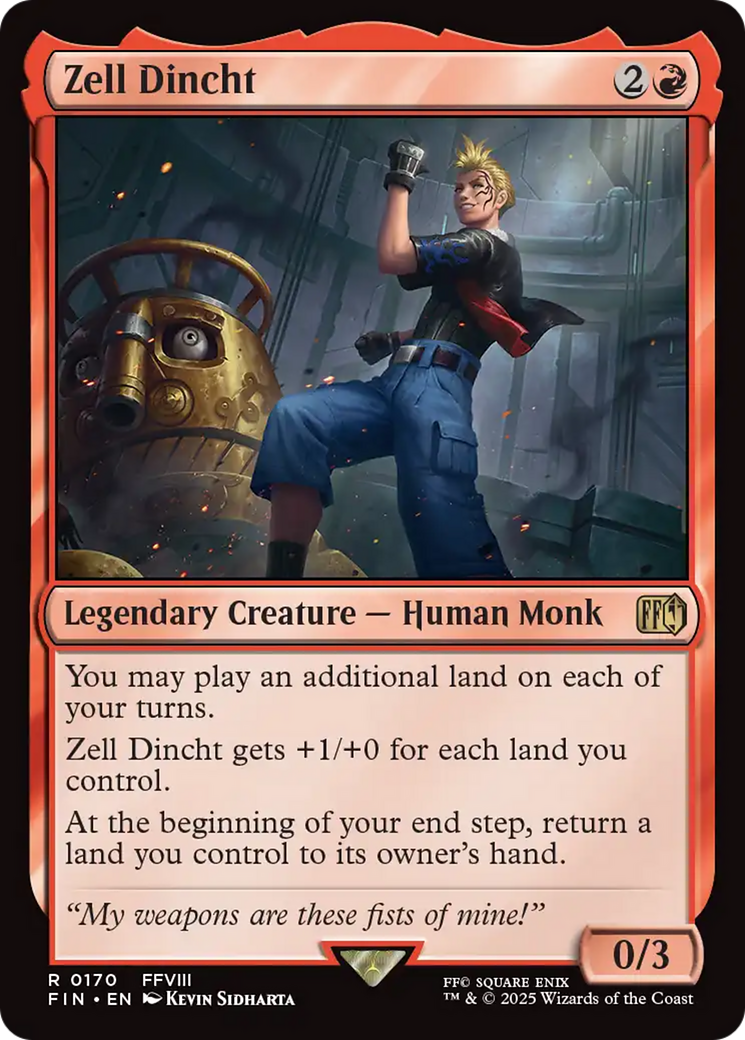 Zell Dincht 2
Legendary Creature — Human Monk FF
You may play an additional land on each of
your turns.
Zell Dincht gets +1/+0 for each land you
control.
At the beginning of your end step, return a
land you control to its owner's hand.
“My weapons are these fists of mine!”
0/3
R 0170 FFVIII
FIN • EN Kevin Sidharta
FF© SQUARE ENIX
™ & © 2025 Wizards of the Coast